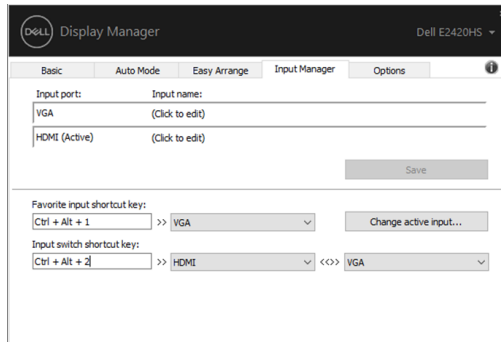 DELL Display Manager Dell E2420HS
Basic Auto Mode Easy Arrange Input Manager Options i
Input port: Input name:
VGA (Click to edit)
HDMI (Active) (Click to edit)
Save
Favorite input shortcut key:
Ctrl + Alt + 1 >> VGA Change active input...
Input switch shortcut key:
Ctrl + Alt + 2 >> HDMI <<>> VGA